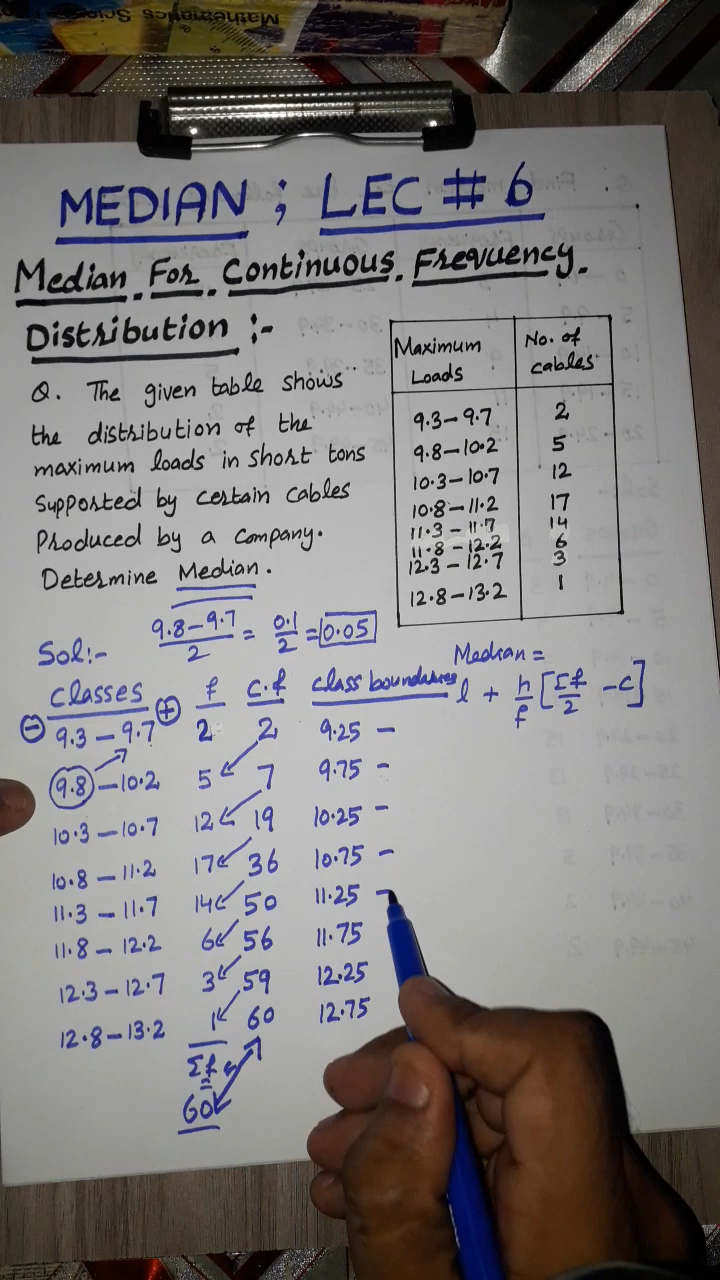 Mathematics Scien
MEDIAN ; LEC # 6
Median For Continuous Frevuency
Distribution :-
Q. The given table shows
the distribution of the
maximum loads in short tons
Supported by certain cables
Produced by a company.
Determine Median.
Maximum Loads No. of cables
9.3 – 9.7 2
9.8 – 10.2 5
10.3 – 10.7 12
10.8 – 11.2 17
11.3 – 11.7 14
11.8 – 12.2 6
12.3 – 12.7 3
12.8 – 13.2 1
Sol:- 9.8 – 9.7 / 2 = 0.1 / 2 = 0.05
Median =
l + h/f [Σf/2 – C]
classes f C.f class boundaries
⊖ 9.3 – 9.7 ⊕ 2 2 9.25 –
9.8 – 10.2 5 7 9.75 –
10.3 – 10.7 12 19 10.25 –
10.8 – 11.2 17 36 10.75 –
11.3 – 11.7 14 50 11.25 –
11.8 – 12.2 6 56 11.75
12.3 – 12.7 3 59 12.25
12.8 – 13.2 1 60 12.75
Σf =
60